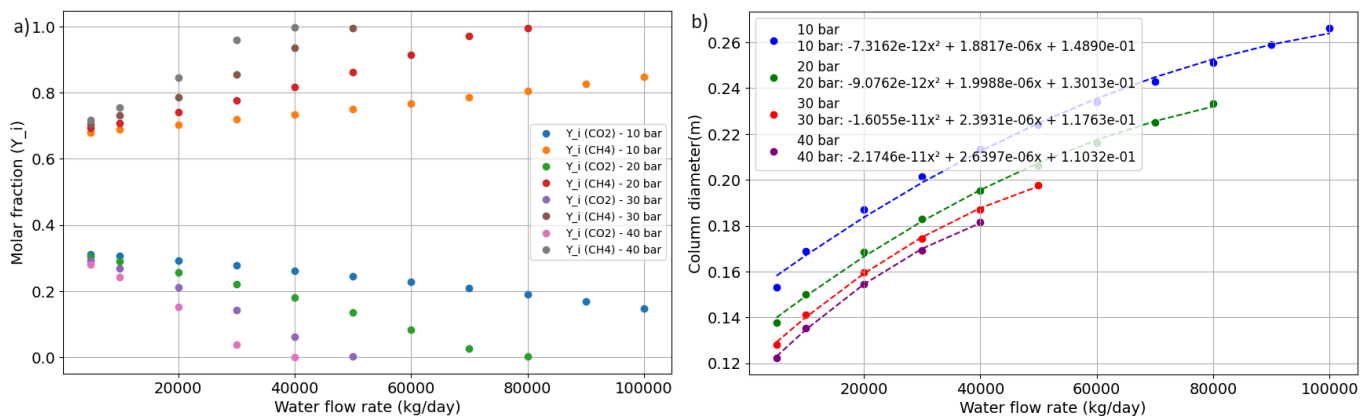 a)
Molar fraction (Y_i)
1.0
0.8
0.6
0.4
0.2
0.0
Y_i (CO2) - 10 bar
Y_i (CH4) - 10 bar
Y_i (CO2) - 20 bar
Y_i (CH4) - 20 bar
Y_i (CO2) - 30 bar
Y_i (CH4) - 30 bar
Y_i (CO2) - 40 bar
Y_i (CH4) - 40 bar
20000 40000 60000 80000 100000
Water flow rate (kg/day)
b)
Column diameter(m)
0.26
0.24
0.22
0.20
0.18
0.16
0.14
0.12
10 bar
10 bar: -7.3162e-12x² + 1.8817e-06x + 1.4890e-01
20 bar
20 bar: -9.0762e-12x² + 1.9988e-06x + 1.3013e-01
30 bar
30 bar: -1.6055e-11x² + 2.3931e-06x + 1.1763e-01
40 bar
40 bar: -2.1746e-11x² + 2.6397e-06x + 1.1032e-01
20000 40000 60000 80000 100000
Water flow rate (kg/day)